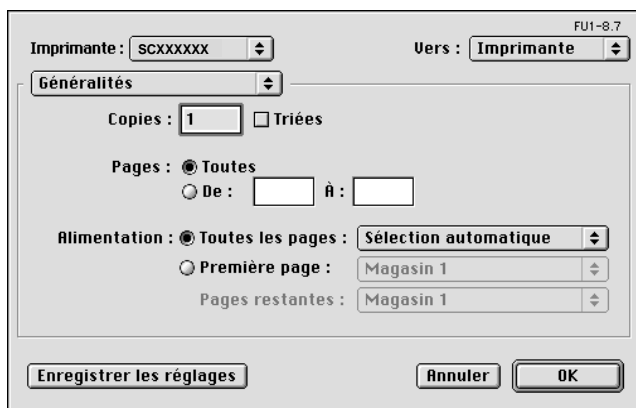 FU1-8.7
Imprimante : SCXXXXXX Vers : Imprimante
Généralités
Copies : 1 Triées
Pages : Toutes
De : À :
Alimentation : Toutes les pages : Sélection automatique
Première page : Magasin 1
Pages restantes : Magasin 1
Enregistrer les réglages Annuler OK